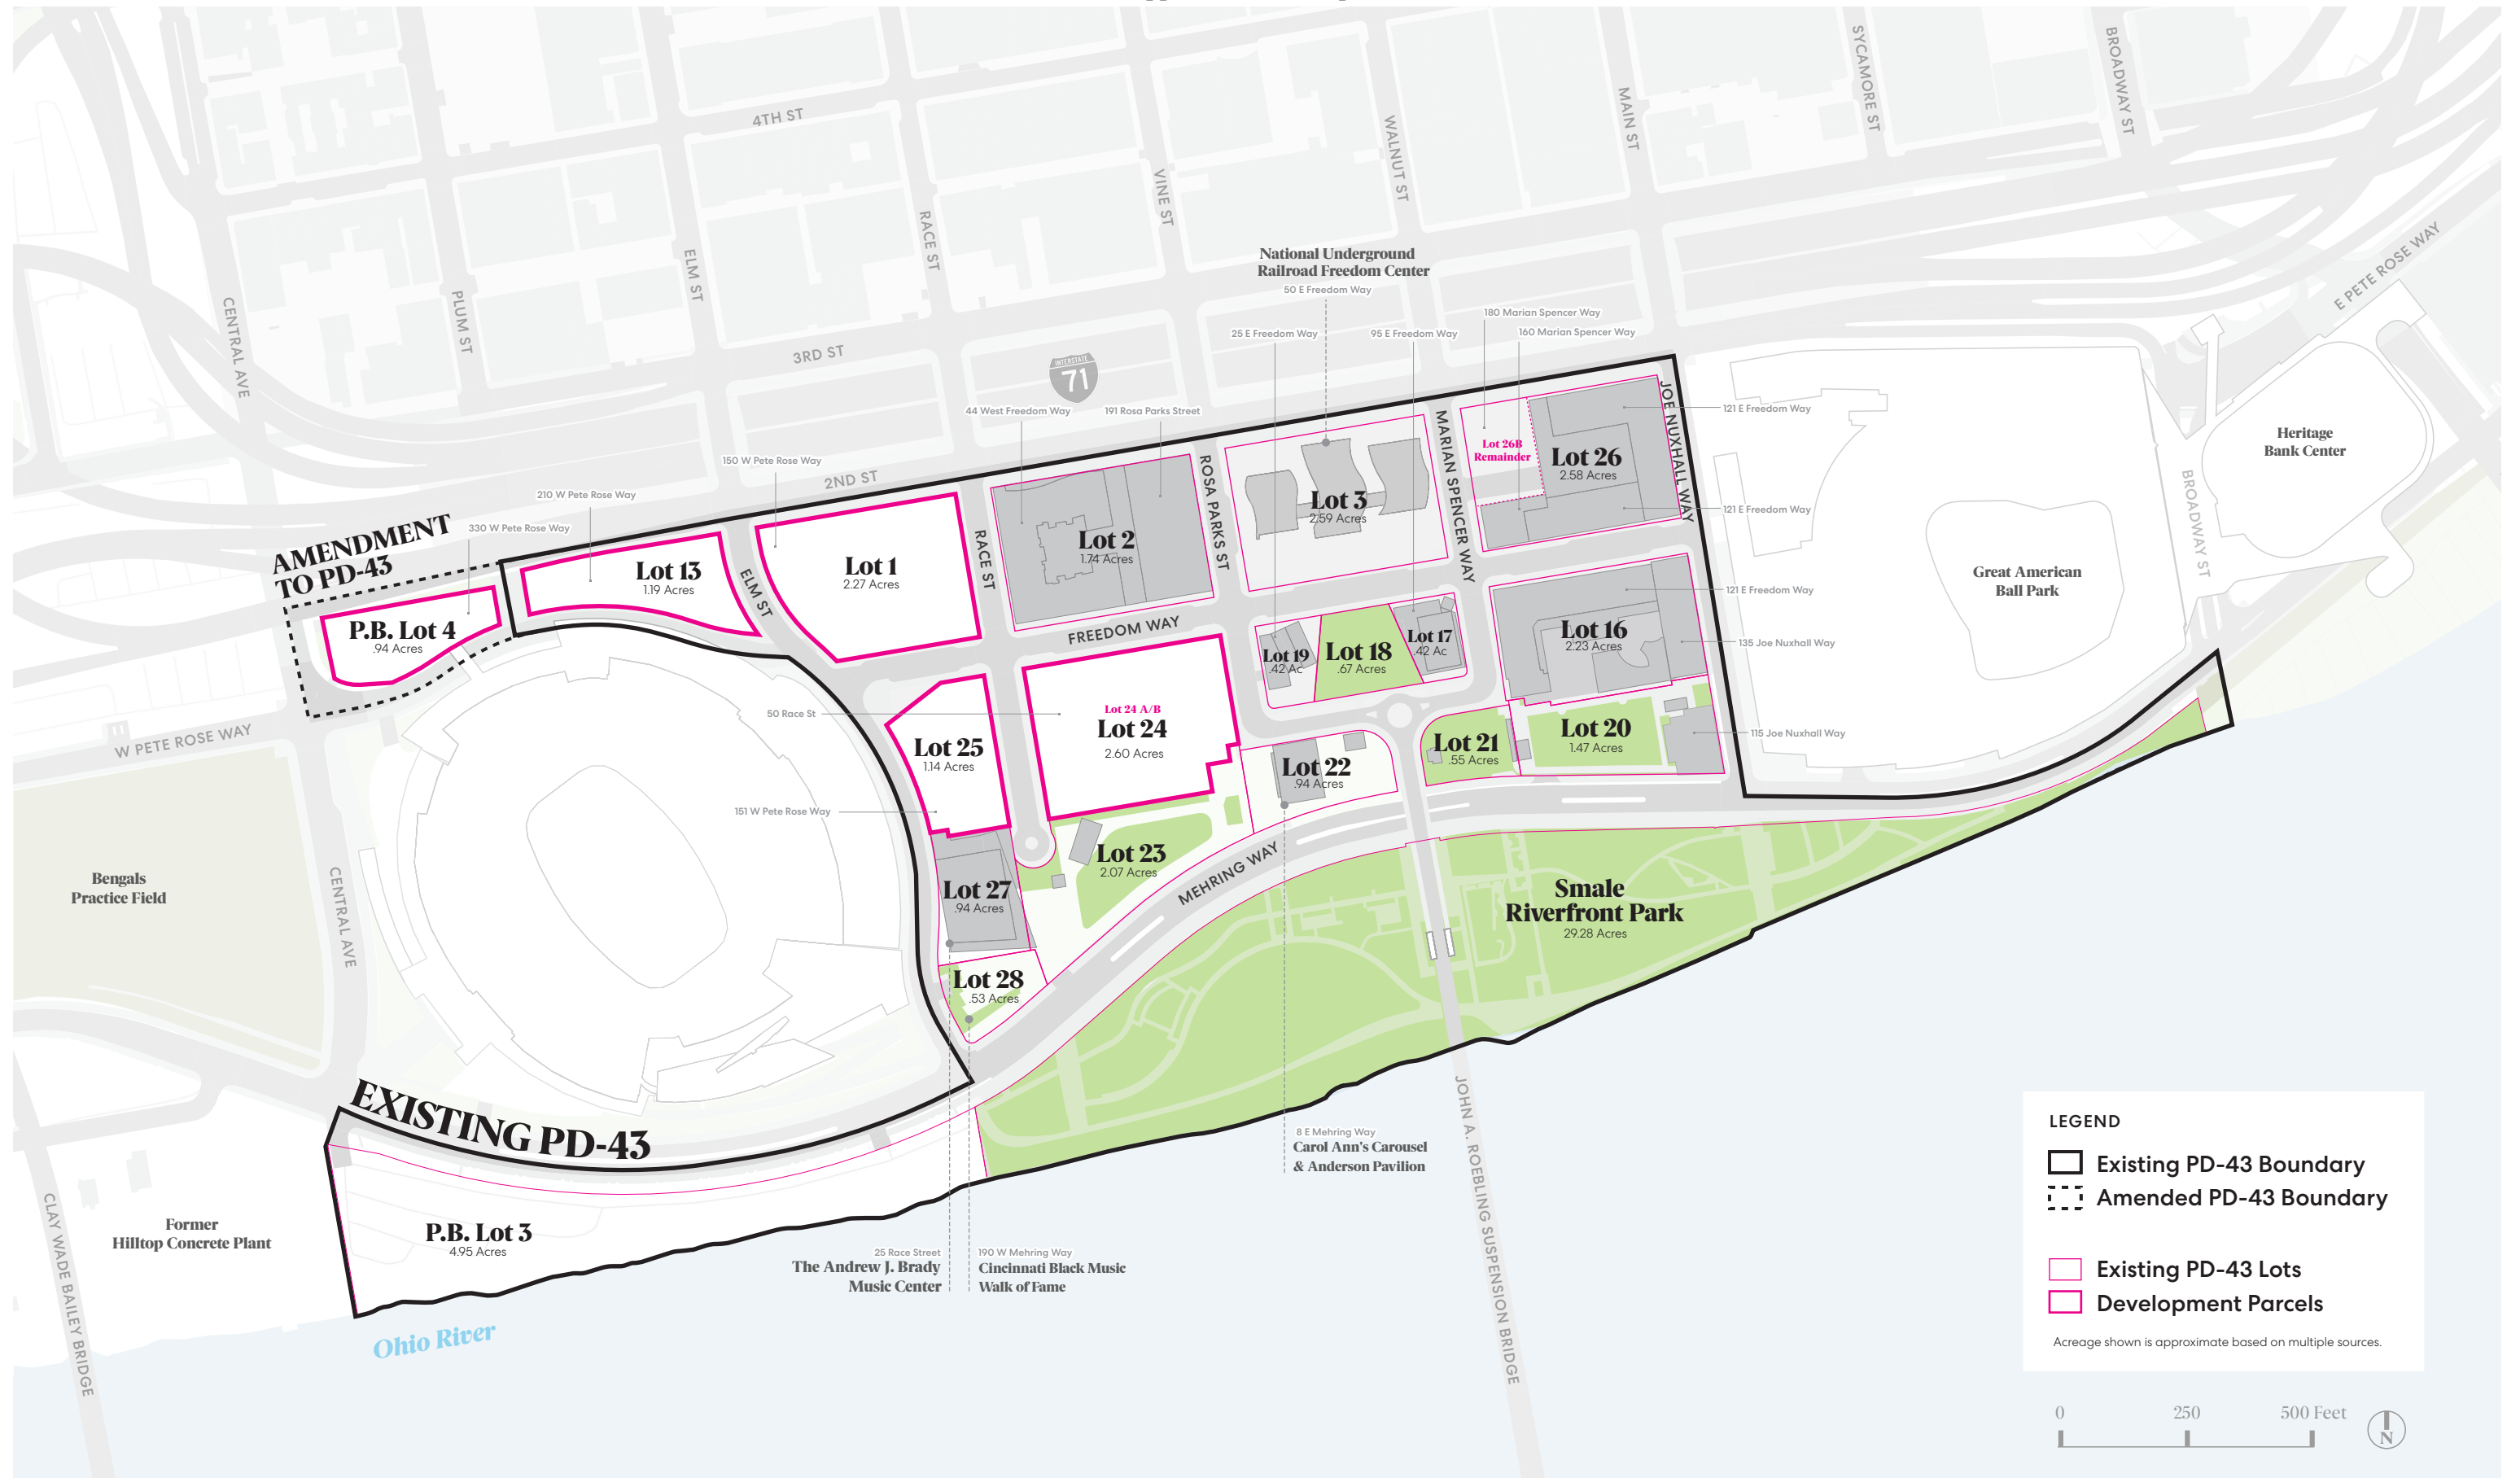 4TH ST
SYCAMORE ST
BROADWAY ST
MAIN ST
WALNUT ST
VINE ST
RACE ST
ELM ST
PLUM ST
CENTRAL AVE
3RD ST
INTERSTATE
71
E PETE ROSE WAY
National Underground
Railroad Freedom Center
50 E Freedom Way
25 E Freedom Way
95 E Freedom Way
180 Marian Spencer Way
160 Marian Spencer Way
44 West Freedom Way
191 Rosa Parks Street
150 W Pete Rose Way
2ND ST
210 W Pete Rose Way
330 W Pete Rose Way
AMENDMENT
TO PD-43
P.B. Lot 4
.94 Acres
Lot 13
1.19 Acres
ELM ST
Lot 1
2.27 Acres
RACE ST
Lot 2
1.74 Acres
ROSA PARKS ST
Lot 3
2.59 Acres
MARIAN SPENCER WAY
Lot 26B
Remainder
Lot 26
2.58 Acres
JOE NUXHALL WAY
121 E Freedom Way
121 E Freedom Way
121 E Freedom Way
135 Joe Nuxhall Way
115 Joe Nuxhall Way
Heritage
Bank Center
BROADWAY ST
Great American
Ball Park
FREEDOM WAY
Lot 19
.42 Ac
Lot 18
.67 Acres
Lot 17
.42 Ac
Lot 16
2.23 Acres
W PETE ROSE WAY
50 Race St
Lot 24 A/B
Lot 24
2.60 Acres
Lot 25
1.14 Acres
151 W Pete Rose Way
Lot 22
.94 Acres
Lot 21
.55 Acres
Lot 20
1.47 Acres
Bengals
Practice Field
CENTRAL AVE
Lot 23
2.07 Acres
MEHRING WAY
Lot 27
.94 Acres
Lot 28
.53 Acres
Smale
Riverfront Park
29.28 Acres
EXISTING PD-43
Former
Hilltop Concrete Plant
CLAY WADE BAILEY BRIDGE
P.B. Lot 3
4.95 Acres
Ohio River
25 Race Street
The Andrew J. Brady
Music Center
190 W Mehring Way
Cincinnati Black Music
Walk of Fame
8 E Mehring Way
Carol Ann's Carousel
& Anderson Pavilion
JOHN A. ROEBLING SUSPENSION BRIDGE
LEGEND
Existing PD-43 Boundary
Amended PD-43 Boundary
Existing PD-43 Lots
Development Parcels
Acreage shown is approximate based on multiple sources.
0
250
500 Feet
N